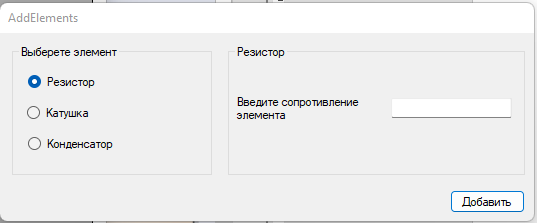 AddElements
Выберете элемент
Резистор
Катушка
Конденсатор
Резистор
Введите сопротивление
элемента
Добавить